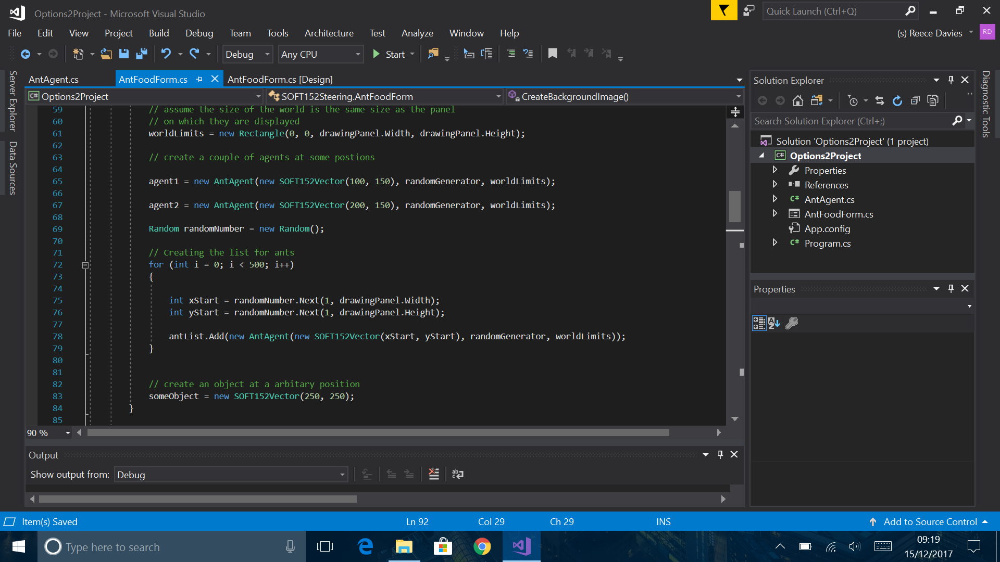 Options2Project - Microsoft Visual Studio
Quick Launch (Ctrl+Q)
File Edit View Project Build Debug Team Tools Architecture Test Analyze Window Help
(s) Reece Davies RD
Debug Any CPU Start
Server Explorer
Data Sources
AntAgent.cs AntFoodForm.cs AntFoodForm.cs [Design]
C# Options2Project SOFT152Steering.AntFoodForm CreateBackgroundImage()
59 // assume the size of the world is the same size as the panel
60 // on which they are displayed
61 worldLimits = new Rectangle(0, 0, drawingPanel.Width, drawingPanel.Height);
62
63 // create a couple of agents at some postions
64
65 agent1 = new AntAgent(new SOFT152Vector(100, 150), randomGenerator, worldLimits);
66
67 agent2 = new AntAgent(new SOFT152Vector(200, 150), randomGenerator, worldLimits);
68
69 Random randomNumber = new Random();
70
71 // Creating the list for ants
72 for (int i = 0; i < 500; i++)
73 {
74
75 int xStart = randomNumber.Next(1, drawingPanel.Width);
76 int yStart = randomNumber.Next(1, drawingPanel.Height);
77
78 antList.Add(new AntAgent(new SOFT152Vector(xStart, yStart), randomGenerator, worldLimits));
79 }
80
81
82 // create an object at a arbitary position
83 someObject = new SOFT152Vector(250, 250);
84 }
85
90 %
Output
Show output from: Debug
Solution Explorer
Search Solution Explorer (Ctrl+;)
Solution 'Options2Project' (1 project)
C# Options2Project
Properties
References
C# AntAgent.cs
AntFoodForm.cs
App.config
C# Program.cs
Properties
Diagnostic Tools
Item(s) Saved Ln 92 Col 29 Ch 29 INS Add to Source Control
Type here to search
09:19
15/12/2017